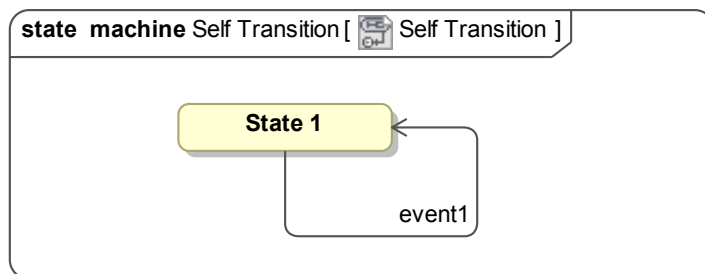 state machine Self Transition [ Self Transition ]
State 1
event1